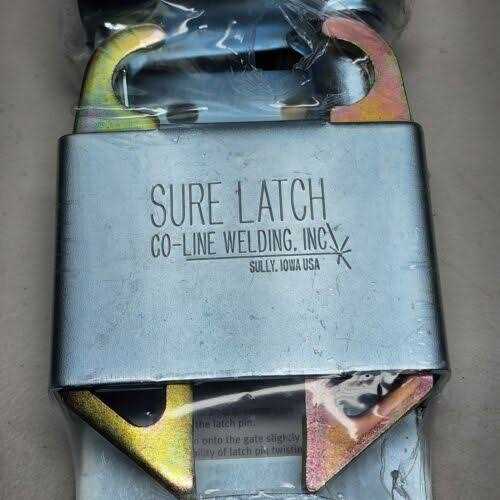 SURE LATCH
CO-LINE WELDING, INC
SULLY, IOWA USA
the latch pin.
onto the gate slightly
of latch pin twistin